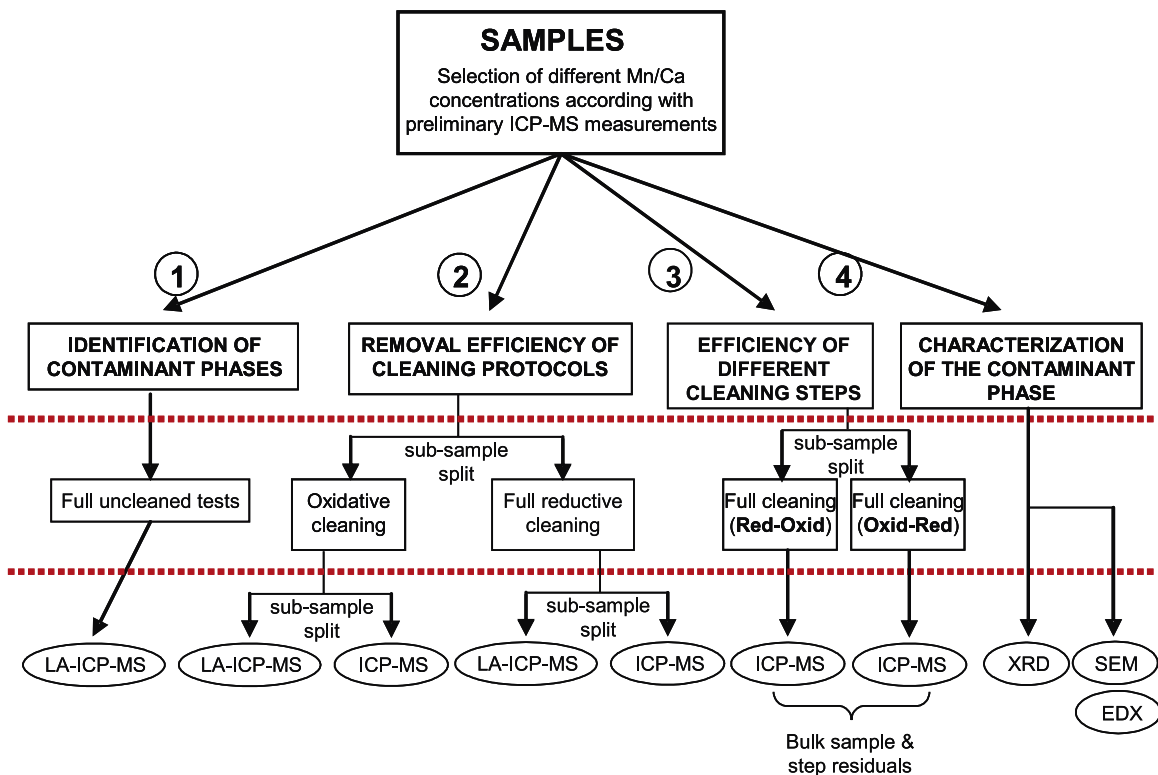 SAMPLES
Selection of different Mn/Ca
concentrations according with
preliminary ICP-MS measurements
1
2
3
4
IDENTIFICATION OF
CONTAMINANT PHASES
REMOVAL EFFICIENCY OF
CLEANING PROTOCOLS
EFFICIENCY OF
DIFFERENT
CLEANING STEPS
CHARACTERIZATION
OF THE CONTAMINANT
PHASE
sub-sample
split
sub-sample
split
Full uncleaned tests
Oxidative
cleaning
Full reductive
cleaning
Full cleaning
(Red-Oxid)
Full cleaning
(Oxid-Red)
sub-sample
split
sub-sample
split
LA-ICP-MS
LA-ICP-MS
ICP-MS
LA-ICP-MS
ICP-MS
ICP-MS
ICP-MS
XRD
SEM
EDX
Bulk sample &
step residuals